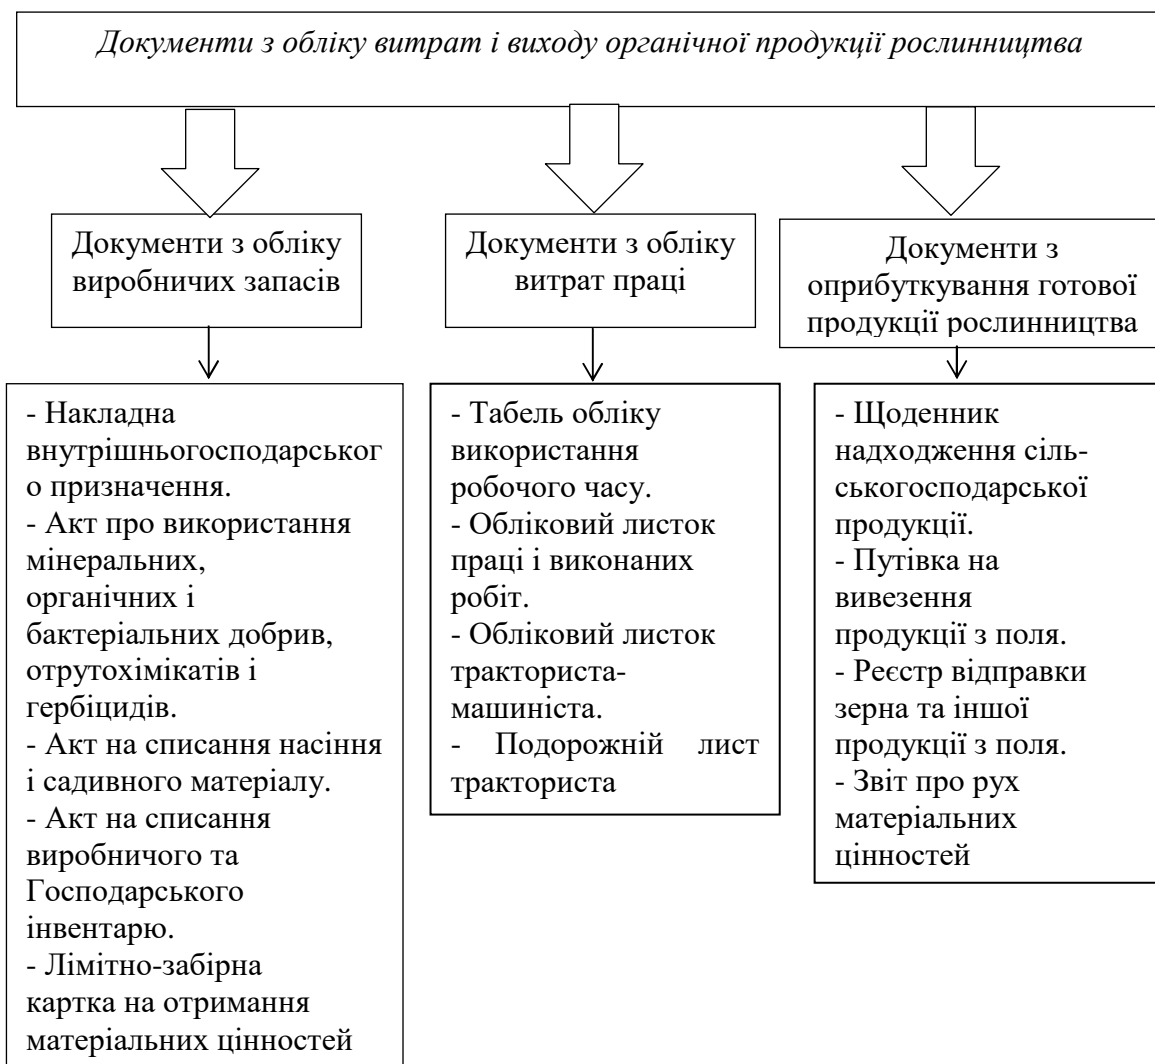 Документи з обліку витрат і виходу органічної продукції рослинництва
Документи з обліку
виробничих запасів
Документи з обліку
витрат праці
Документи з
оприбуткування готової
продукції рослинництва
- Накладна
внутрішньогосподарськог
о призначення.
- Акт про використання
мінеральних,
органічних і
бактеріальних добрив,
отрутохімікатів і
гербіцидів.
- Акт на списання насіння
і садивного матеріалу.
- Акт на списання
виробничого та
Господарського
інвентарю.
- Лімітно-забірна
картка на отримання
матеріальних цінностей
- Табель обліку
використання
робочого часу.
- Обліковий листок
праці і виконаних
робіт.
- Обліковий листок
тракториста-
машиніста.
- Подорожній лист
тракториста
- Щоденник
надходження сіль-
ськогосподарської
продукції.
- Путівка на
вивезення
продукції з поля.
- Реєстр відправки
зерна та іншої
продукції з поля.
- Звіт про рух
матеріальних
цінностей